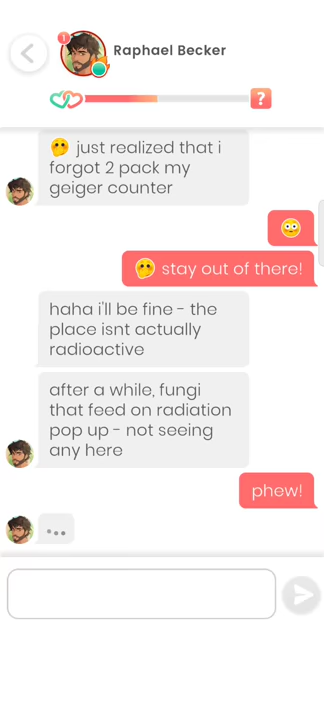 1
Raphael Becker
?
🫢 just realized that i
forgot 2 pack my
geiger counter
😳
🫢 stay out of there!
haha i'll be fine - the
place isnt actually
radioactive
after a while, fungi
that feed on radiation
pop up - not seeing
any here
phew!
...